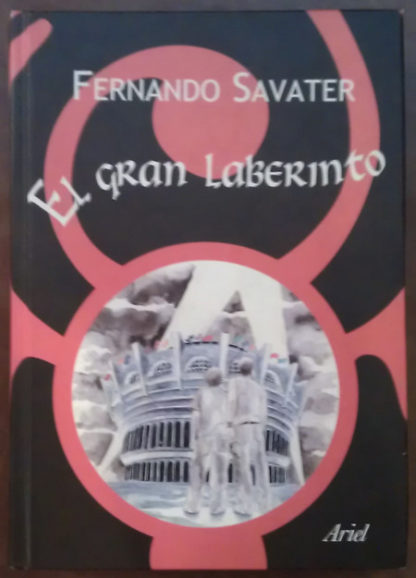 FERNANDO SAVATER
El gran laberinto
Ariel